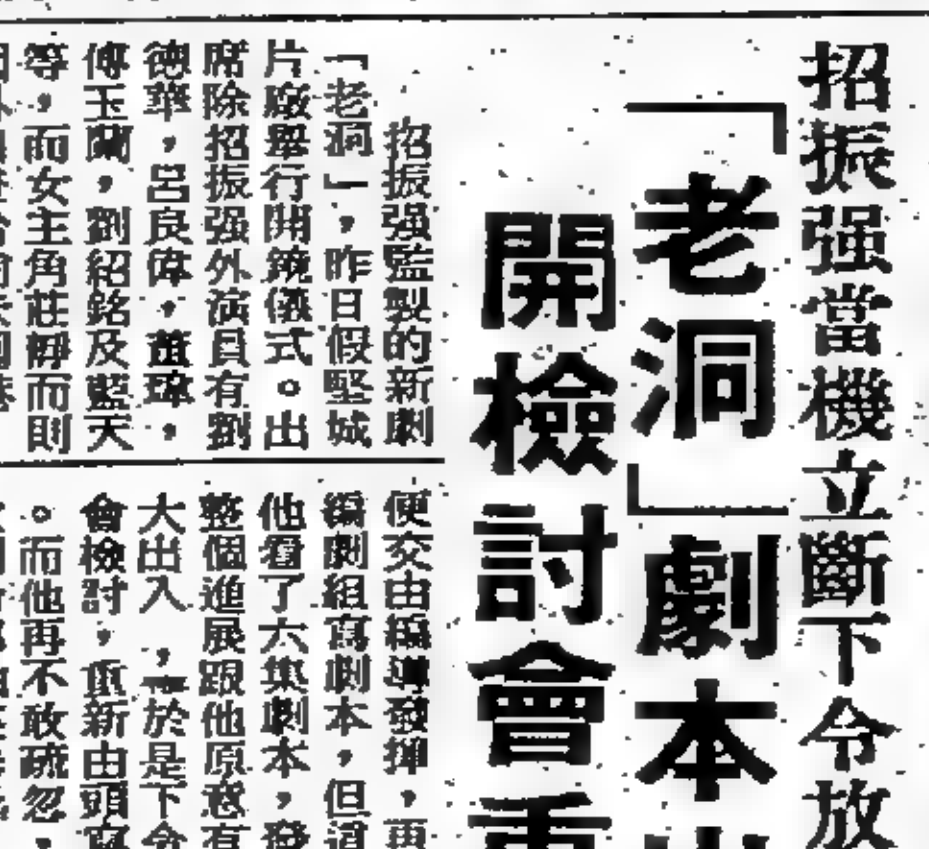 招振强當機立斷下令放
「老洞」劇本出
開檢討會重
招振强監製的新劇
「老洞」，昨日假堅城
片廠舉行開鏡儀式。出
席除招振强外演員有劉
德華，呂良偉，董瑋，
傅玉蘭，劉紹銘及藍天
等，而女主角莊靜而則
便交由編導發揮，再
編劇組寫劇本，但道
他看了六集劇本，發
整個進展跟他原意有
大出入，於是下令
會檢討，重新由頭寫
。而他再不敢疏忽，